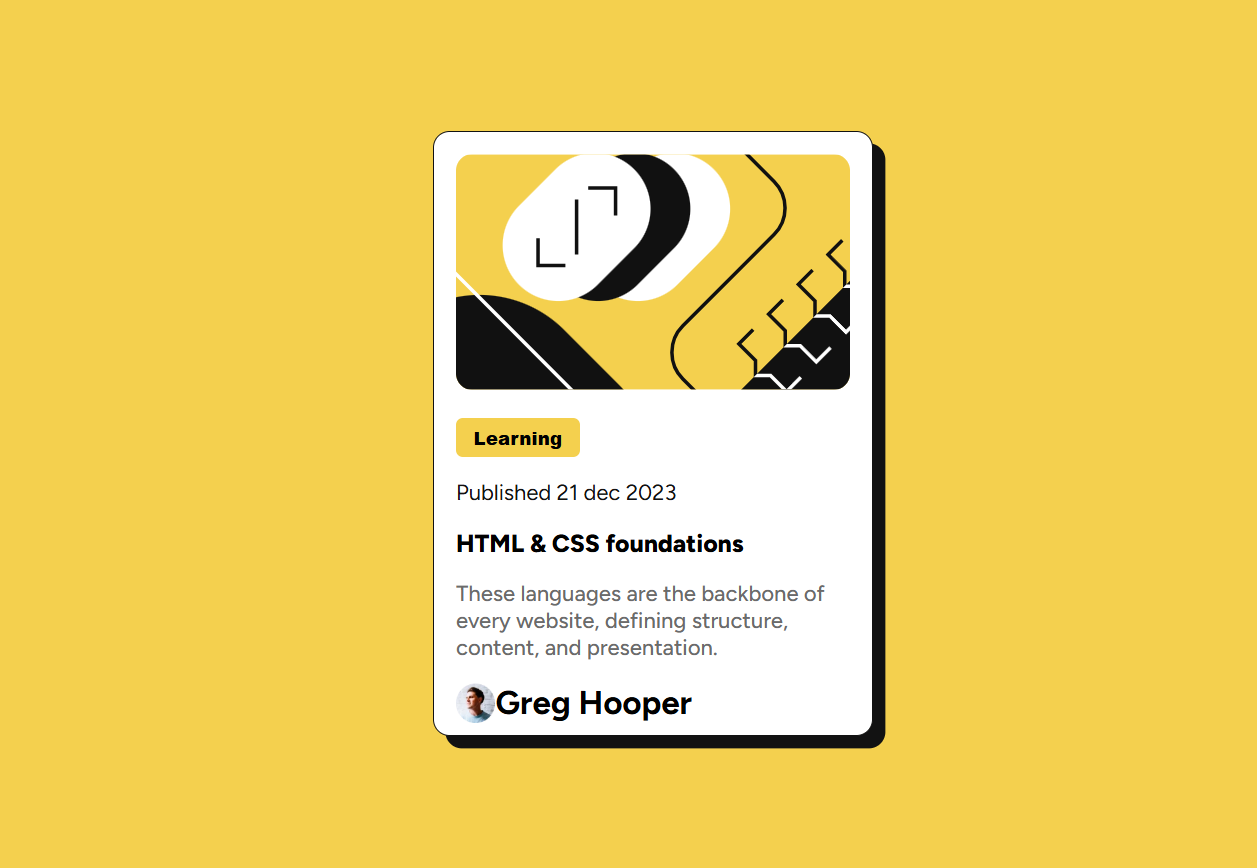 Learning
Published 21 dec 2023
HTML & CSS foundations
These languages are the backbone of
every website, defining structure,
content, and presentation.
Greg Hooper